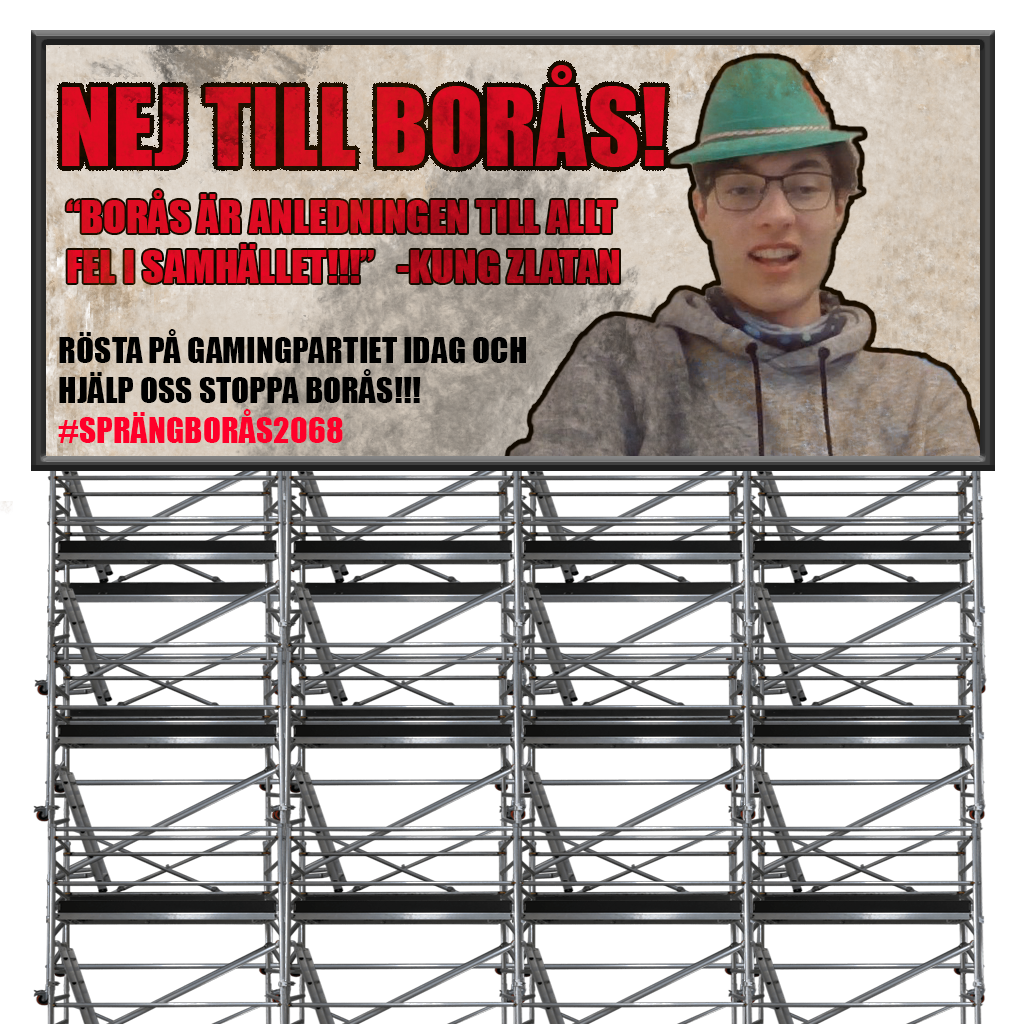 NEJ TILL BORÅS!
“BORÅS ÄR ANLEDNINGEN TILL ALLT
FEL I SAMHÄLLET!!!” -KUNG ZLATAN
RÖSTA PÅ GAMINGPARTIET IDAG OCH
HJÄLP OSS STOPPA BORÅS!!!
#SPRÄNGBORÅS2068